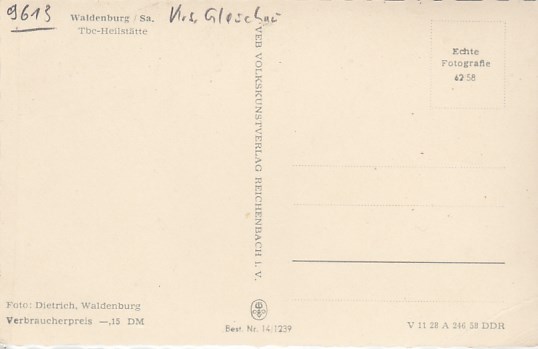 9613
Waldenburg / Sa.
Tbc-Heilstätte
Krs. Glauchau
VEB VOLKSKUNSTVERLAG REICHENBACH I. V.
Echte
Fotografie
42 58
Foto: Dietrich, Waldenburg
Verbraucherpreis —,15 DM
Best. Nr. 14/1239
V 11 28 A 246 58 DDR